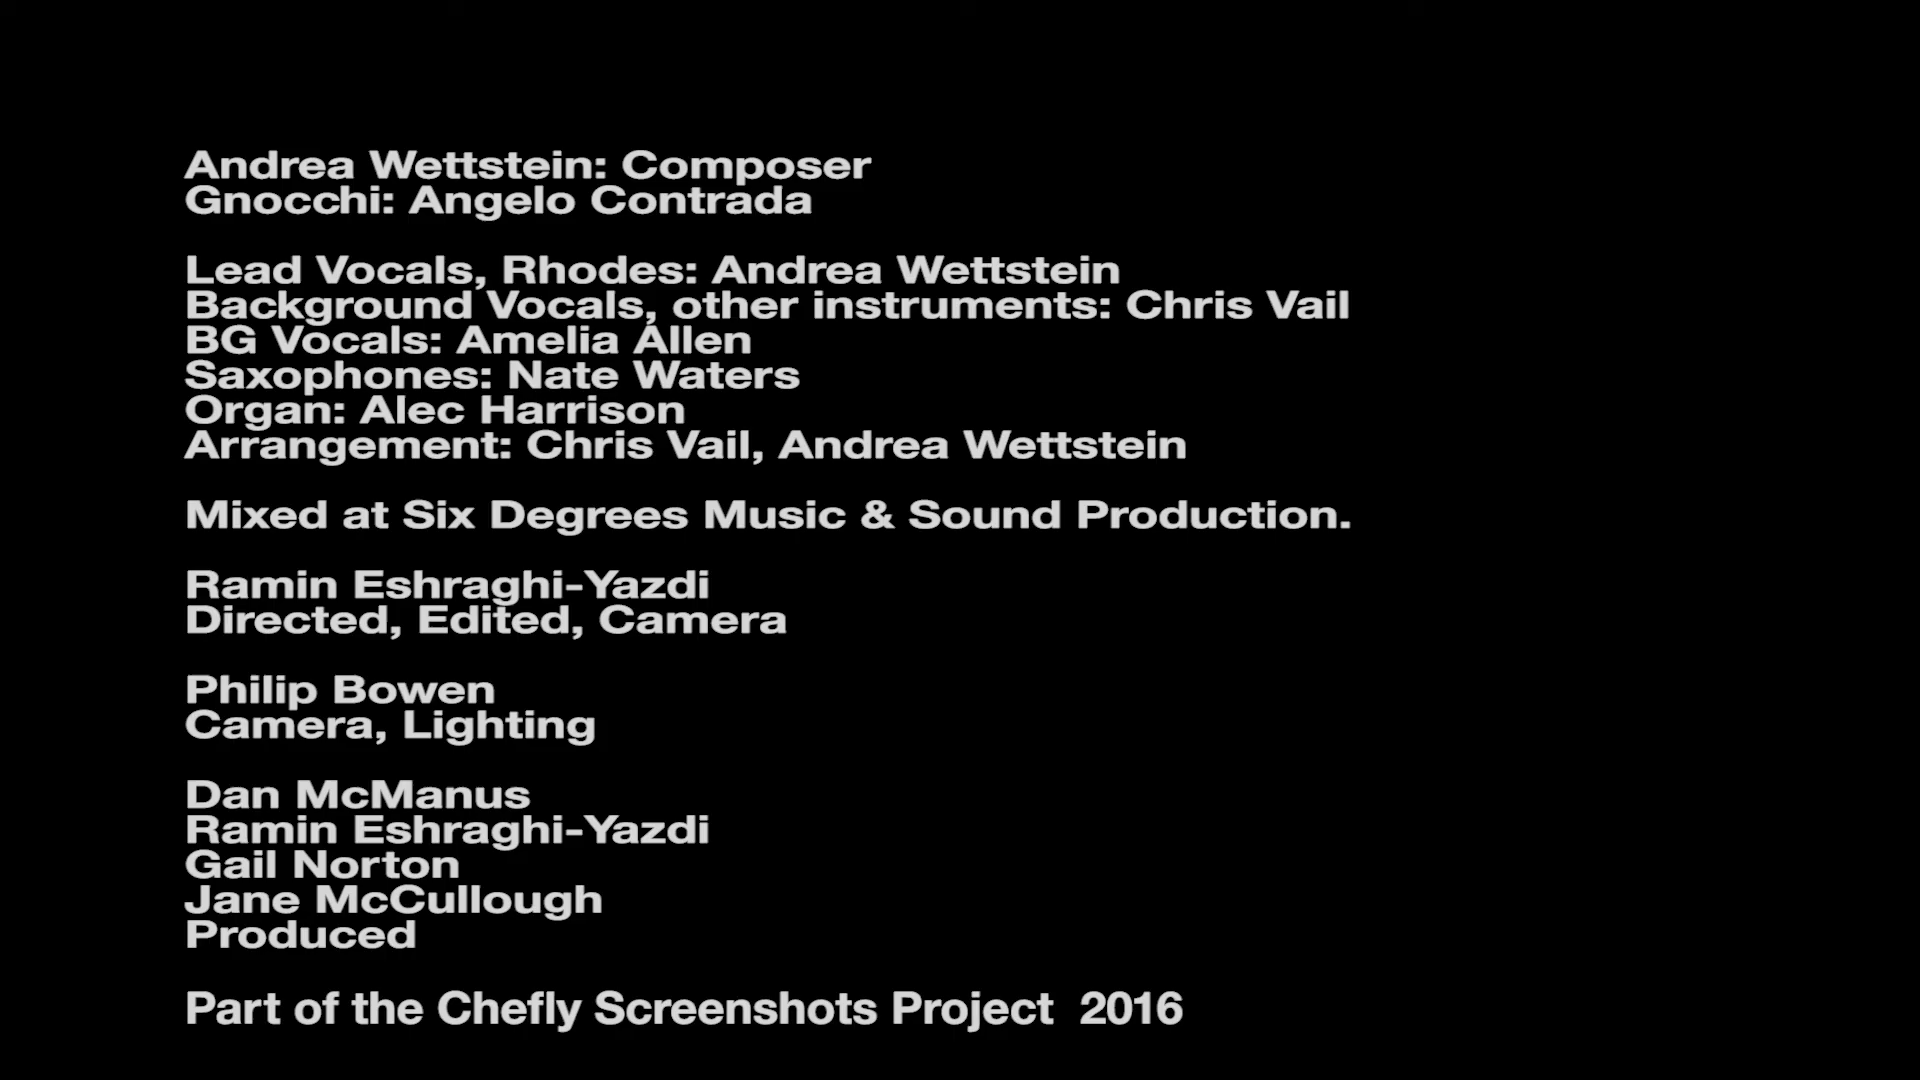 Andrea Wettstein: Composer
Gnocchi: Angelo Contrada
Lead Vocals, Rhodes: Andrea Wettstein
Background Vocals, other instruments: Chris Vail
BG Vocals: Amelia Allen
Saxophones: Nate Waters
Organ: Alec Harrison
Arrangement: Chris Vail, Andrea Wettstein
Mixed at Six Degrees Music & Sound Production.
Ramin Eshraghi-Yazdi
Directed, Edited, Camera
Philip Bowen
Camera, Lighting
Dan McManus
Ramin Eshraghi-Yazdi
Gail Norton
Jane McCullough
Produced
Part of the Chefly Screenshots Project  2016